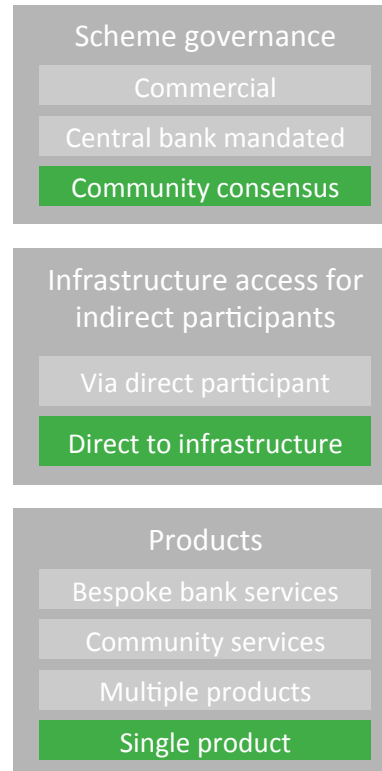 Scheme governance
Commercial
Central bank mandated
Community consensus
Infrastructure access for
indirect participants
Via direct participant
Direct to infrastructure
Products
Bespoke bank services
Community services
Multiple products
Single product